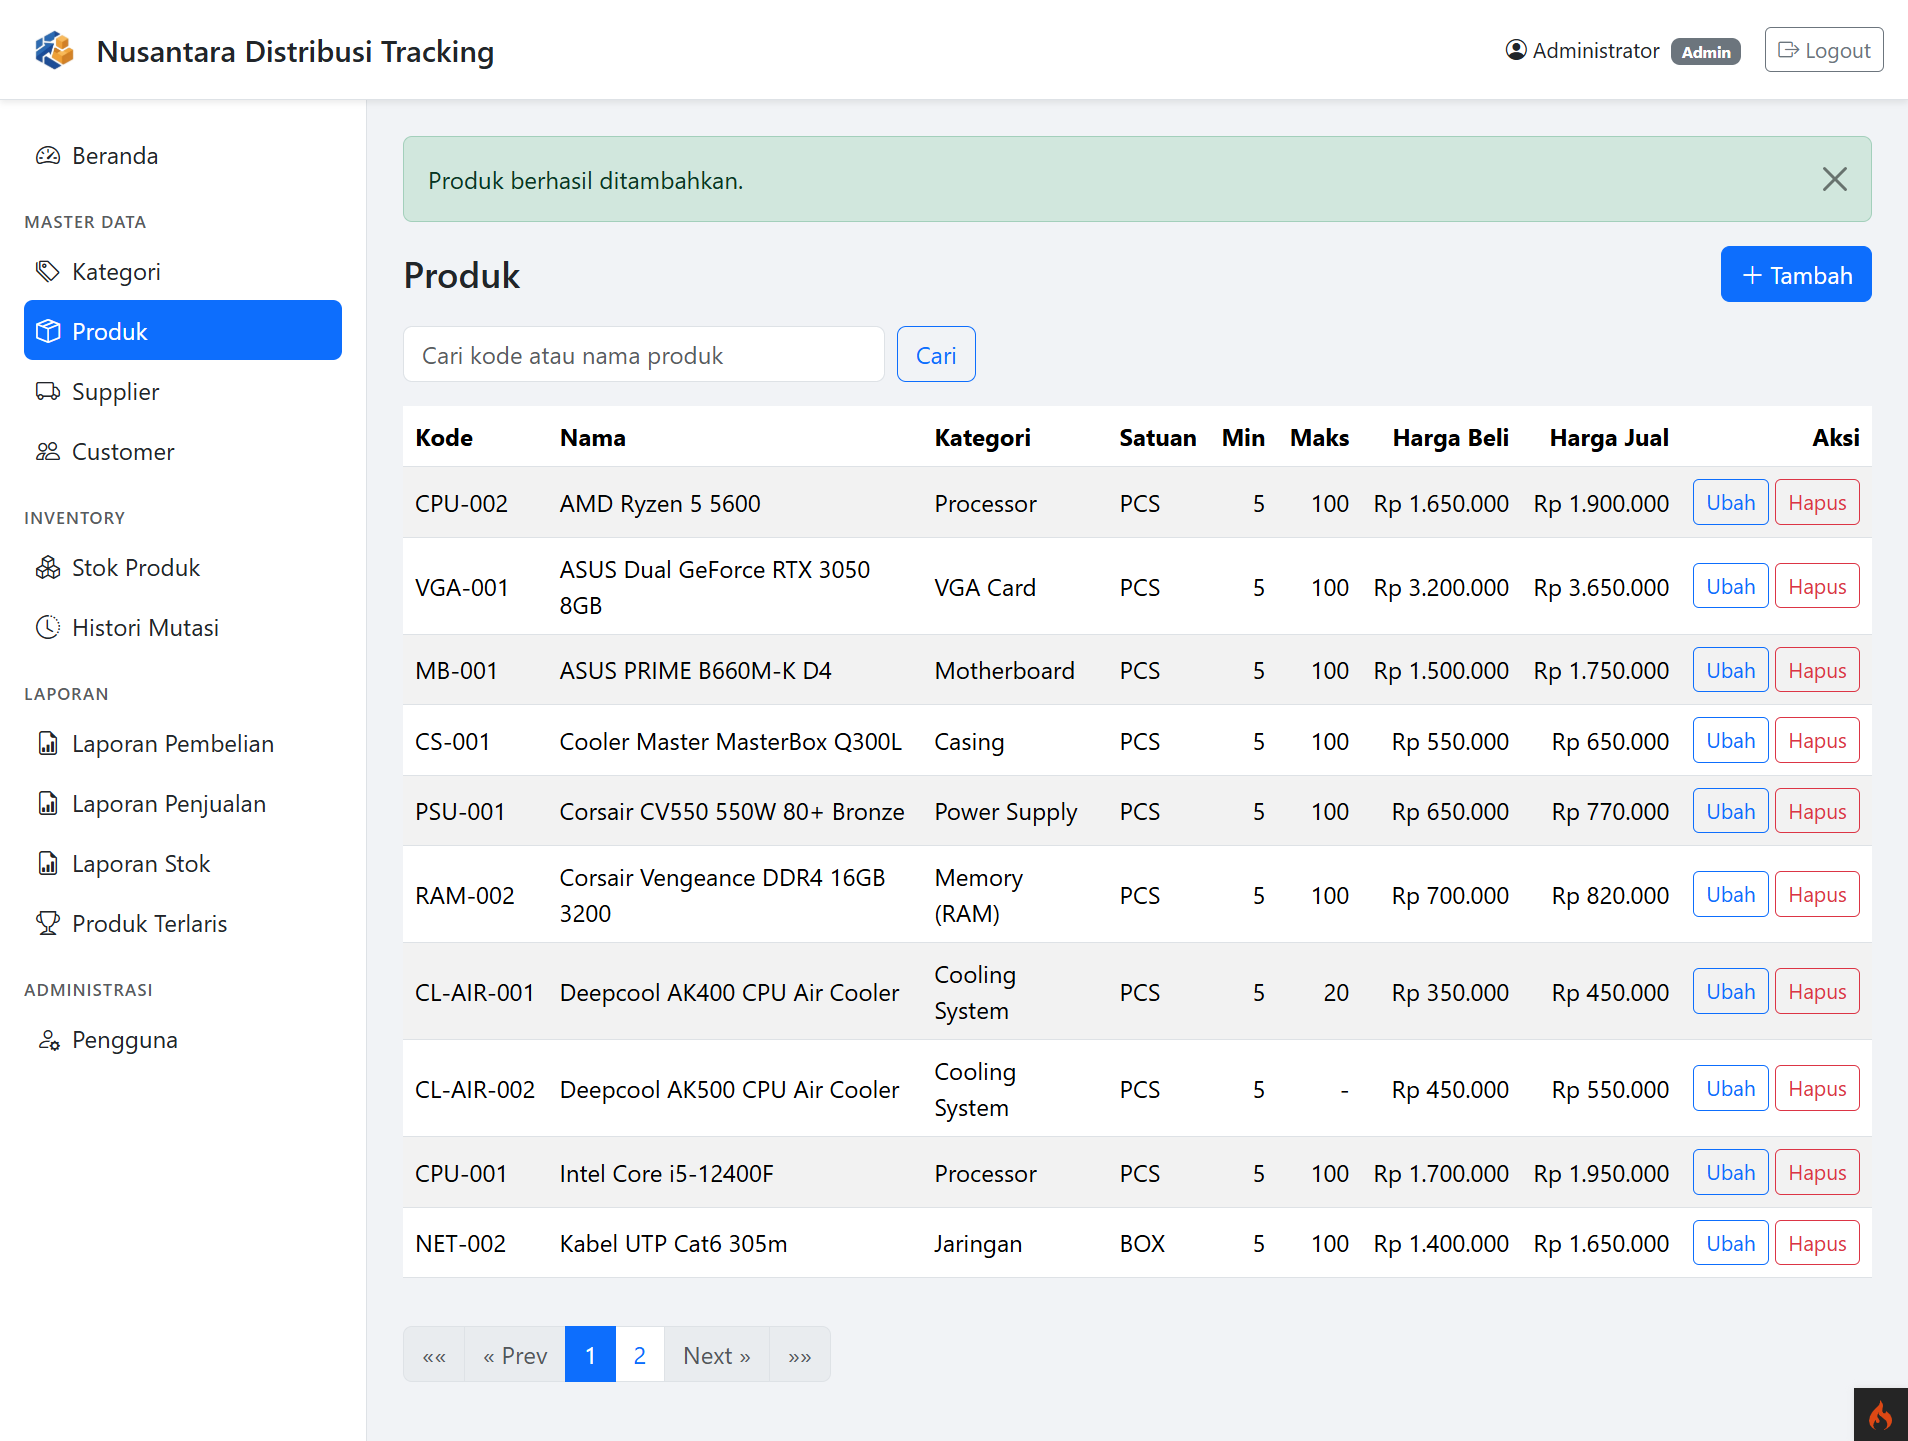 Nusantara Distribusi Tracking
Administrator Admin Logout
Beranda
MASTER DATA
Kategori
Produk
Supplier
Customer
INVENTORY
Stok Produk
Histori Mutasi
LAPORAN
Laporan Pembelian
Laporan Penjualan
Laporan Stok
Produk Terlaris
ADMINISTRASI
Pengguna
Produk berhasil ditambahkan.
Produk
+ Tambah
Cari kode atau nama produk Cari
Kode Nama Kategori Satuan Min Maks Harga Beli Harga Jual Aksi
CPU-002 AMD Ryzen 5 5600 Processor PCS 5 100 Rp 1.650.000 Rp 1.900.000 Ubah Hapus
VGA-001 ASUS Dual GeForce RTX 3050 8GB VGA Card PCS 5 100 Rp 3.200.000 Rp 3.650.000 Ubah Hapus
MB-001 ASUS PRIME B660M-K D4 Motherboard PCS 5 100 Rp 1.500.000 Rp 1.750.000 Ubah Hapus
CS-001 Cooler Master MasterBox Q300L Casing PCS 5 100 Rp 550.000 Rp 650.000 Ubah Hapus
PSU-001 Corsair CV550 550W 80+ Bronze Power Supply PCS 5 100 Rp 650.000 Rp 770.000 Ubah Hapus
RAM-002 Corsair Vengeance DDR4 16GB 3200 Memory (RAM) PCS 5 100 Rp 700.000 Rp 820.000 Ubah Hapus
CL-AIR-001 Deepcool AK400 CPU Air Cooler Cooling System PCS 5 20 Rp 350.000 Rp 450.000 Ubah Hapus
CL-AIR-002 Deepcool AK500 CPU Air Cooler Cooling System PCS 5 - Rp 450.000 Rp 550.000 Ubah Hapus
CPU-001 Intel Core i5-12400F Processor PCS 5 100 Rp 1.700.000 Rp 1.950.000 Ubah Hapus
NET-002 Kabel UTP Cat6 305m Jaringan BOX 5 100 Rp 1.400.000 Rp 1.650.000 Ubah Hapus
«« « Prev 1 2 Next » »»